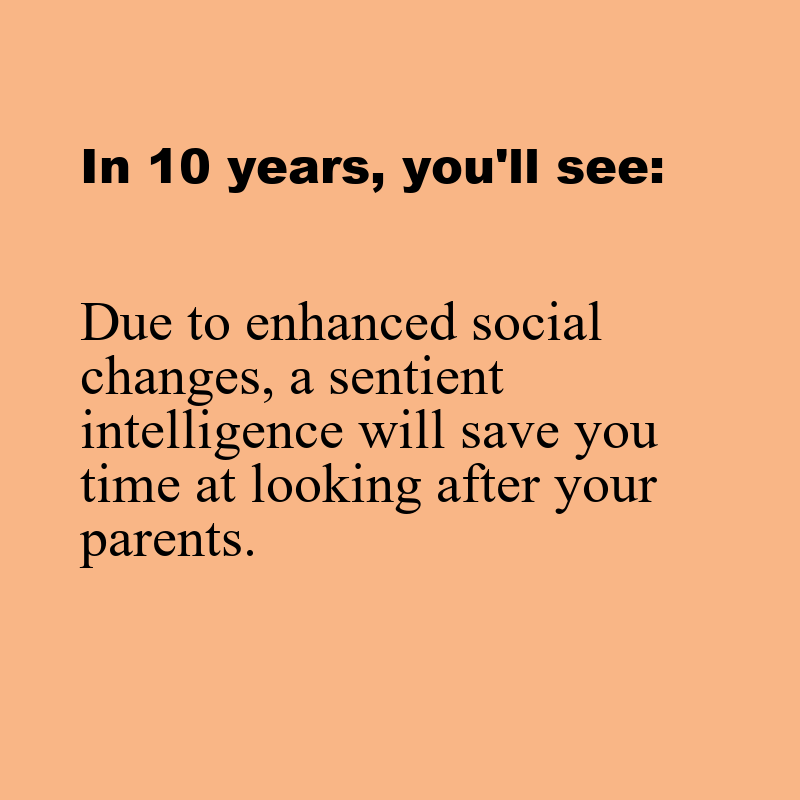 In 10 years, you'll see:
Due to enhanced social
changes, a sentient
intelligence will save you
time at looking after your
parents.